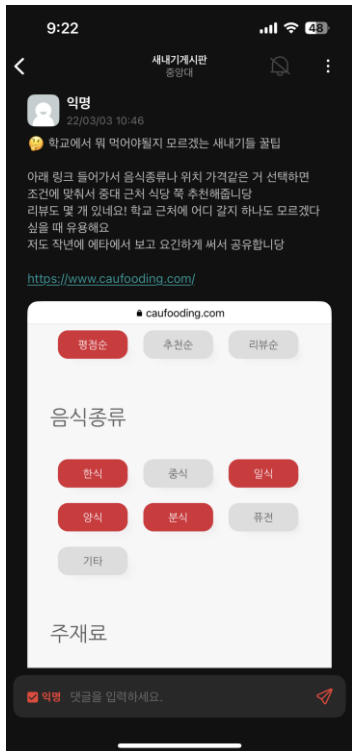 9:22
48
새내기게시판
중앙대
익명
22/03/03 10:46
🤔 학교에서 뭐 먹어야될지 모르겠는 새내기들 꿀팁
아래 링크 들어가서 음식종류나 위치 가격같은 거 선택하면
조건에 맞춰서 중대 근처 식당 쭉 추천해줍니당
리뷰도 몇 개 있네요! 학교 근처에 어디 갈지 하나도 모르겠다
싶을 때 유용해요
저도 작년에 에타에서 보고 요긴하게 써서 공유합니당
https://www.caufooding.com/
caufooding.com
평점순 추천순 리뷰순
음식종류
한식 중식 일식
양식 분식 퓨전
기타
주재료
익명 댓글을 입력하세요.